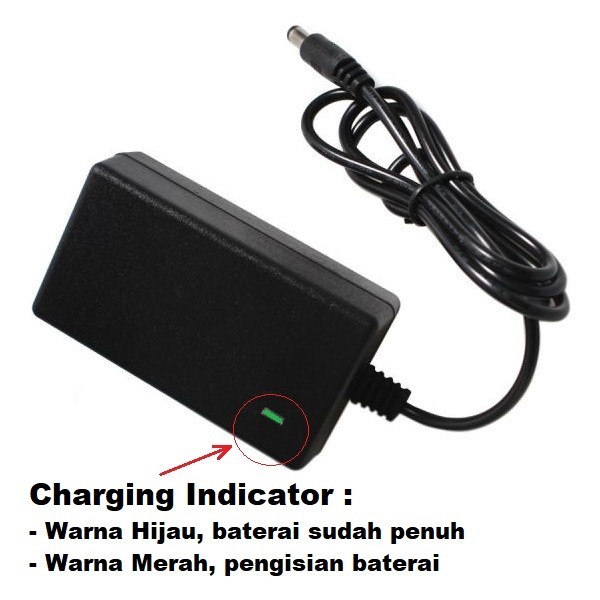 Charging Indicator :
- Warna Hijau, baterai sudah penuh
- Warna Merah, pengisian baterai